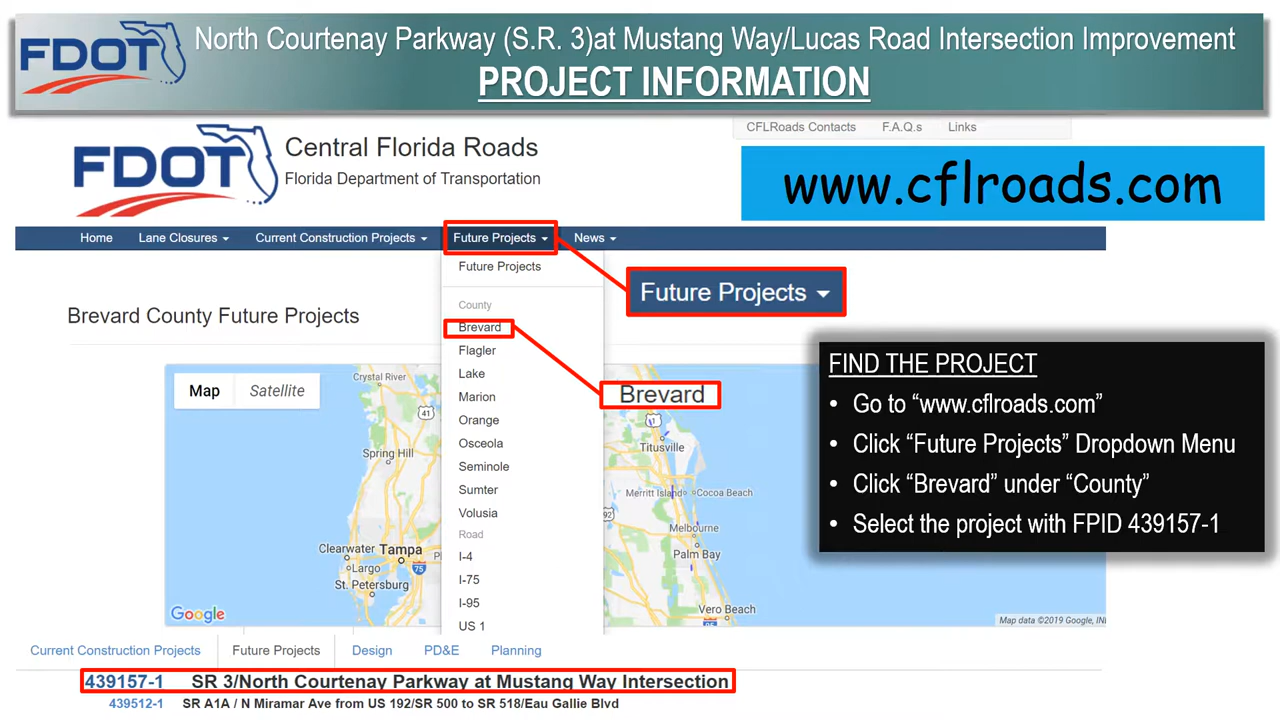 FDOT
North Courtenay Parkway (S.R. 3)at Mustang Way/Lucas Road Intersection Improvement
PROJECT INFORMATION
FDOT
Central Florida Roads
Florida Department of Transportation
CFLRoads Contacts F.A.Q.s Links
www.cflroads.com
Home Lane Closures Current Construction Projects Future Projects News
Future Projects
Future Projects
County
Brevard
Flagler
Lake
Marion
Orange
Osceola
Seminole
Sumter
Volusia
Road
I-4
I-75
I-95
US 1
Brevard County Future Projects
Brevard
Map Satellite
Crystal River
41
Spring Hill
Clearwater
Tampa
Largo
75
St. Petersburg
Google
1
Titusville
Merritt Island
Cocoa Beach
92
Melbourne
Palm Bay
Vero Beach
95
Map data ©2019 Google, INE
FIND THE PROJECT
• Go to “www.cflroads.com”
• Click “Future Projects” Dropdown Menu
• Click “Brevard” under “County”
• Select the project with FPID 439157-1
Current Construction Projects Future Projects Design PD&E Planning
439157-1 SR 3/North Courtenay Parkway at Mustang Way Intersection
439512-1 SR A1A / N Miramar Ave from US 192/SR 500 to SR 518/Eau Gallie Blvd